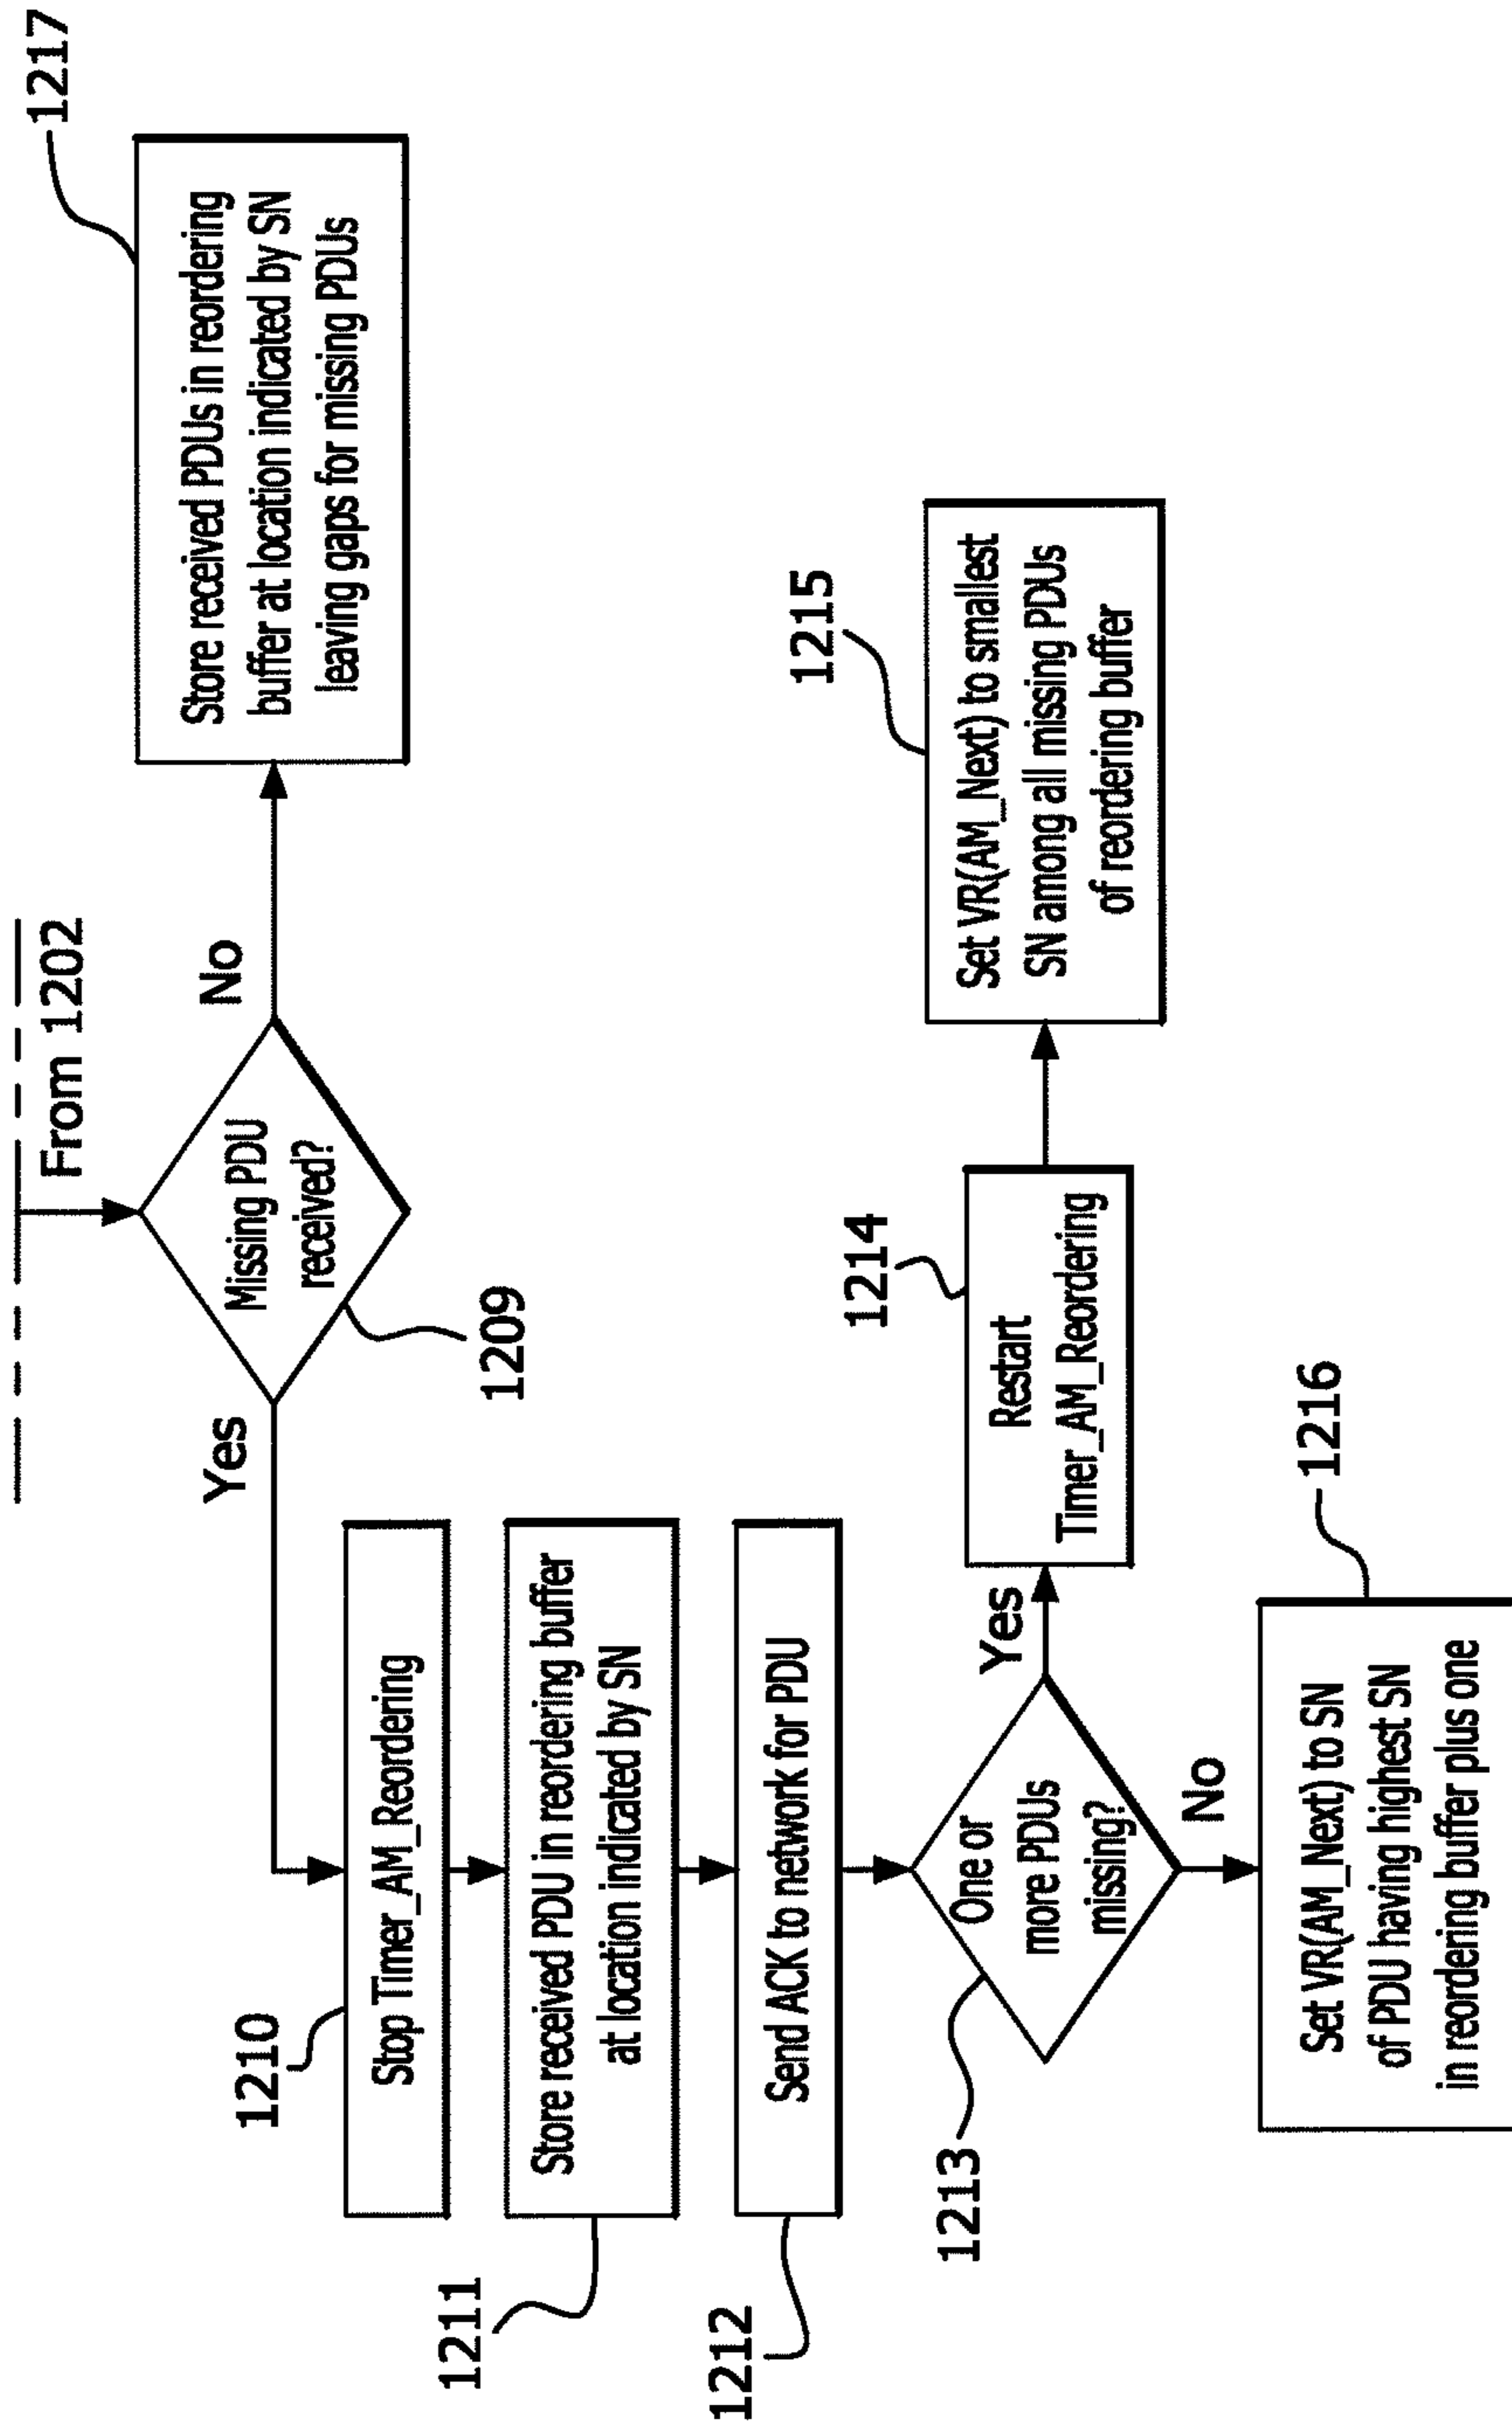 From 1202
Missing PDU
received?
1209
No
Store received PDUs in reordering
buffer at location indicated by SN
leaving gaps for missing PDUs
1217
Yes
1210
Stop Timer_AM_Reordering
1211
Store received PDU in reordering buffer
at location indicated by SN
1212
Send ACK to network for PDU
1213
One or
more PDUs
missing?
Yes
1214
Restart
Timer_AM_Reordering
1215
Set VR(AM_Next) to smallest
SN among all missing PDUs
of reordering buffer
No
1216
Set VR(AM_Next) to SN
of PDU having highest SN
in reordering buffer plus one